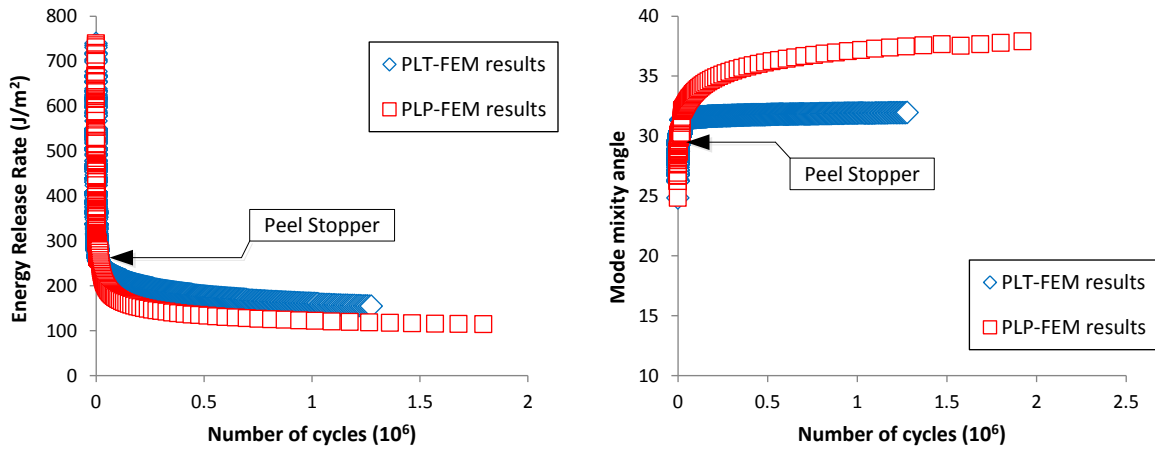 800
700
600
500
400
300
200
100
0
Energy Release Rate (J/m²)
PLT-FEM results
PLP-FEM results
Peel Stopper
0 0.5 1 1.5 2
Number of cycles (10⁶)
40
35
30
25
20
15
10
Mode mixity angle
Peel Stopper
PLT-FEM results
PLP-FEM results
0 0.5 1 1.5 2 2.5
Number of cycles (10⁶)